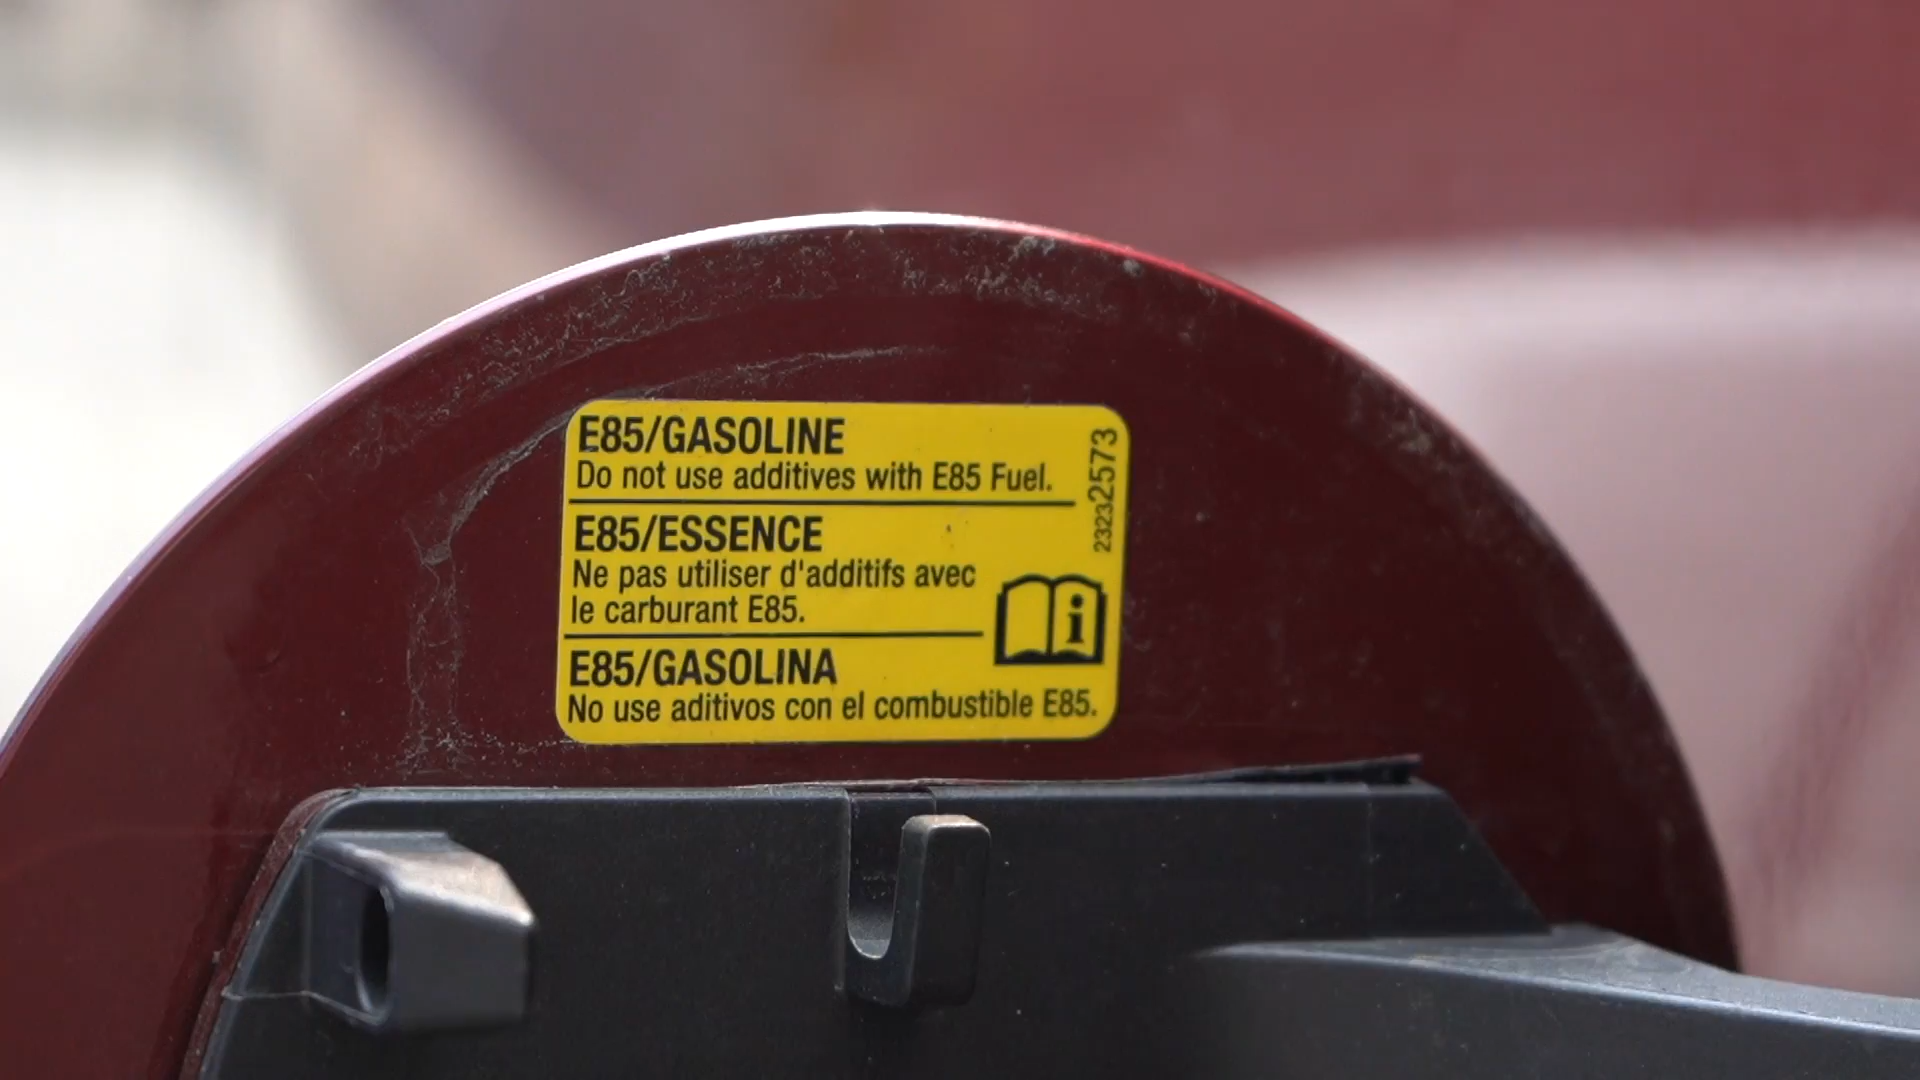 E85/GASOLINE
Do not use additives with E85 Fuel.
E85/ESSENCE
Ne pas utiliser d'additifs avec
le carburant E85.
E85/GASOLINA
No use aditivos con el combustible E85.
23232573
i